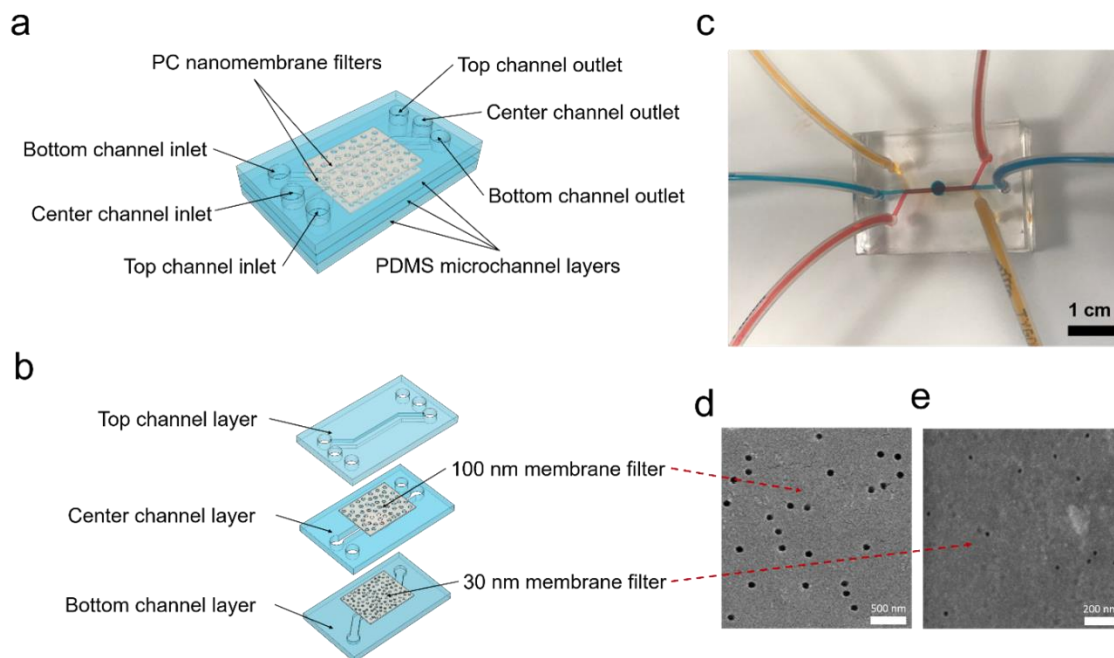 a
PC nanomembrane filters
Top channel outlet
Center channel outlet
Bottom channel inlet
Bottom channel outlet
Center channel inlet
Top channel inlet
PDMS microchannel layers
c
1 cm
b
Top channel layer
100 nm membrane filter
Center channel layer
30 nm membrane filter
Bottom channel layer
d
500 nm
e
200 nm